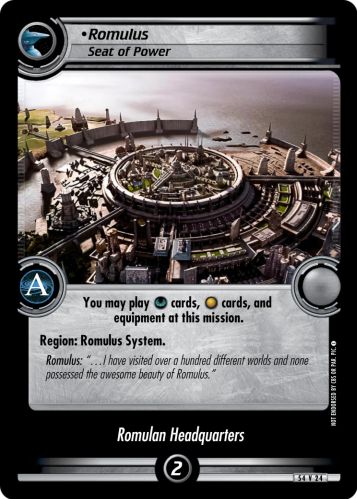 •Romulus
Seat of Power
A
You may play cards, cards, and
equipment at this mission.
Region: Romulus System.
Romulus: “…I have visited over a hundred different worlds and none
possessed the awesome beauty of Romulus.”
NOT ENDORSED BY CBS OR PAR. PIC.
Romulan Headquarters
2
54 V 24